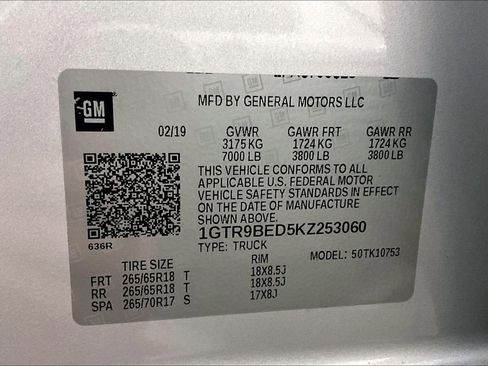 GM
MFD BY GENERAL MOTORS LLC
02/19 GVWR GAWR FRT GAWR RR
3175 KG 1724 KG 1724 KG
7000 LB 3800 LB 3800 LB
THIS VEHICLE CONFORMS TO ALL
APPLICABLE U.S. FEDERAL MOTOR
VEHICLE SAFETY STANDARDS IN EFFECT
ON THE DATE OF MANUFACTURE
SHOWN ABOVE.
1GTR9BED5KZ253060
636R
TYPE: TRUCK MODEL: 50TK10753
TIRE SIZE RIM
FRT 265/65R18 T 18X8.5J
RR 265/65R18 T 18X8.5J
SPA 265/70R17 S 17X8J